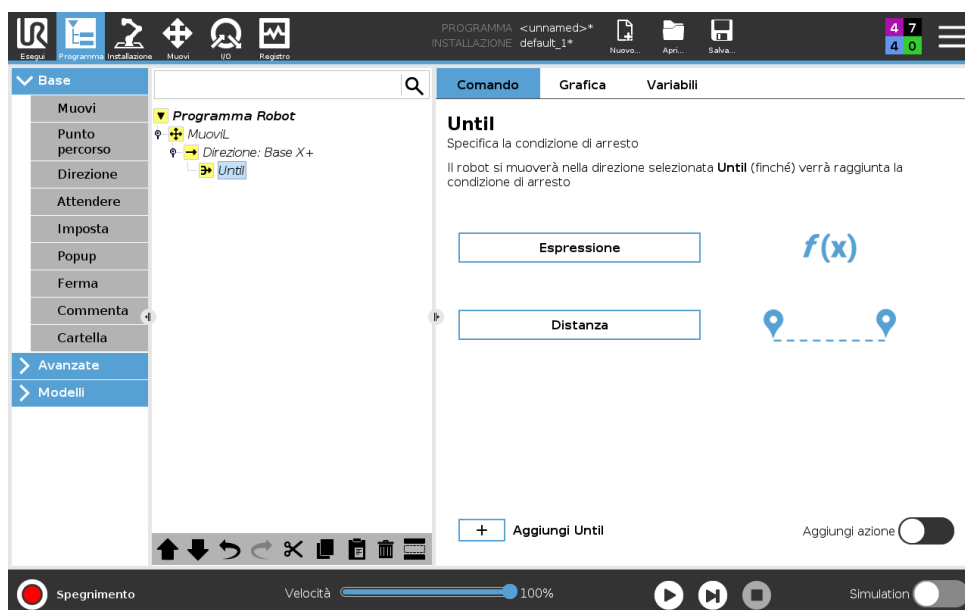 UR
Esegui
Programma
Installazione
Muovi
I/O
Registro
PROGRAMMA <unnamed>*
INSTALLAZIONE default_1*
Nuovo...
Apri...
Salva...
4 7
4 0
Base
Muovi
Punto
percorso
Direzione
Attendere
Imposta
Popup
Ferma
Commenta
Cartella
Avanzate
Modelli
Programma Robot
MuoviL
Direzione: Base X+
Until
Comando
Grafica
Variabili
Until
Specifica la condizione di arresto
Il robot si muoverà nella direzione selezionata Until (finché) verrà raggiunta la
condizione di arresto
Espressione
f(x)
Distanza
+
Aggiungi Until
Aggiungi azione
Spegnimento
Velocità
100%
Simulation